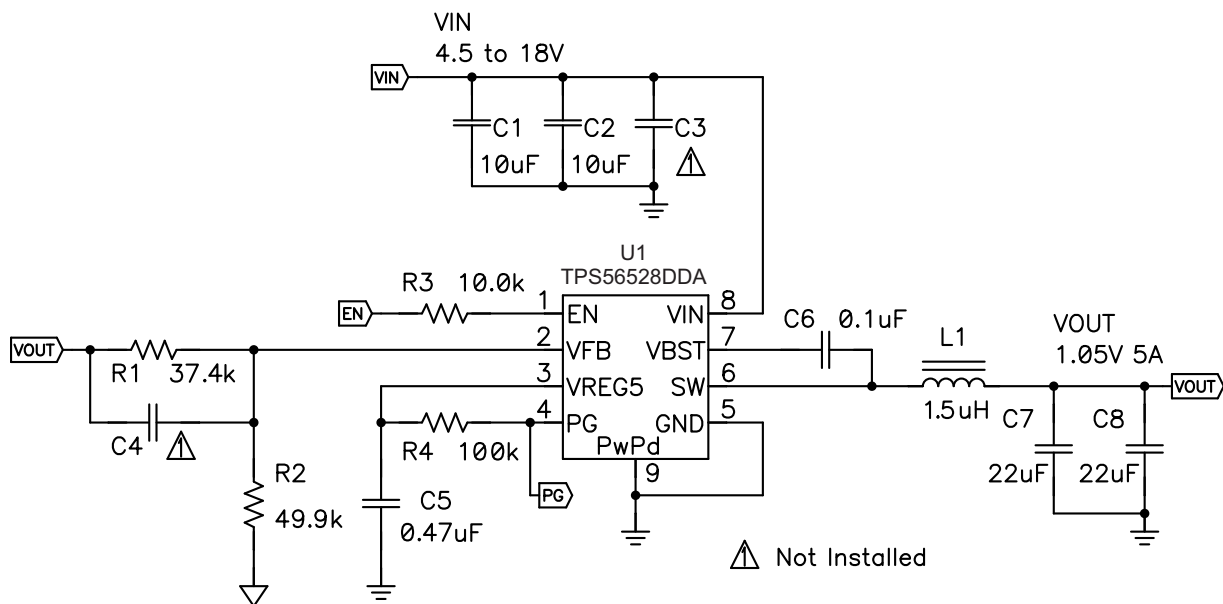 VIN
4.5 to 18V
VIN
C1
C2
C3
10uF
10uF
1
U1
TPS56528DDA
R3 10.0k
EN
1
EN
VIN
8
C6 0.1uF
VOUT
R1 37.4k
2
VFB
VBST
7
L1
VOUT
1.05V 5A
3
VREG5
SW
6
1.5uH
VOUT
C4
1
R4 100k
4
PG
GND
5
C7
C8
PwPd
9
PG
22uF
22uF
R2
49.9k
C5
0.47uF
1 Not Installed